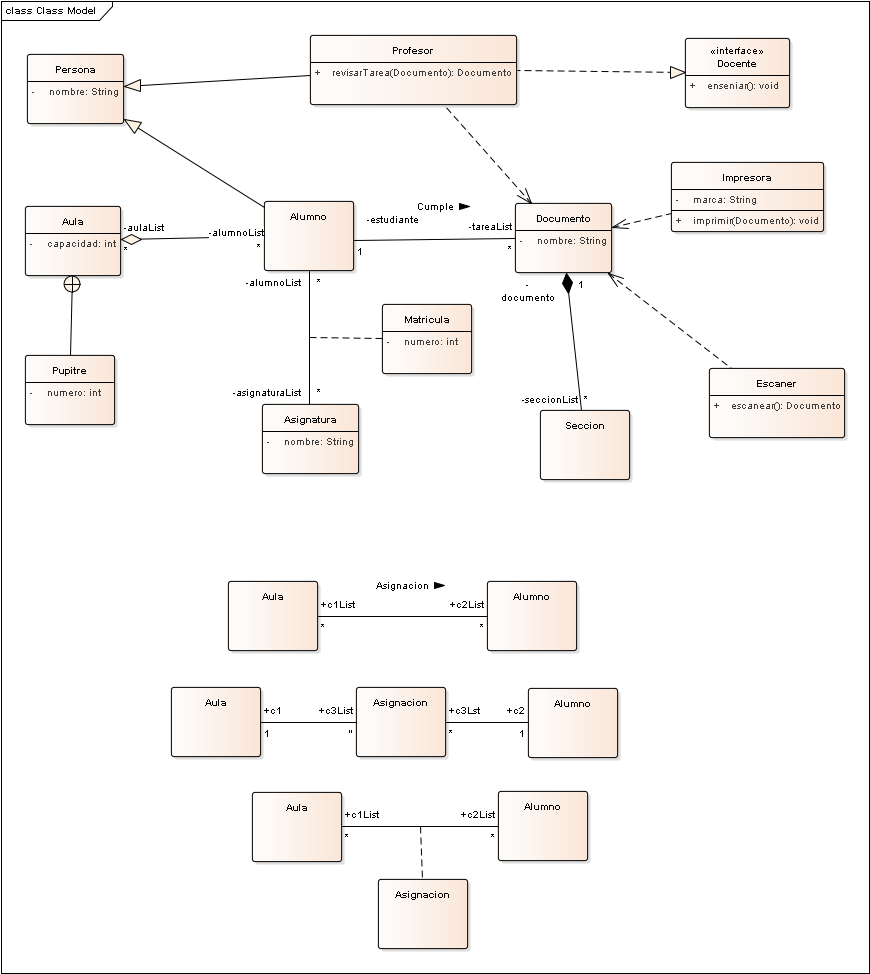 class Class Model
Persona
- nombre: String
Profesor
+ revisarTarea(Documento): Documento
«interface»
Docente
+ enseniar(): void
Aula
- capacidad: int
-aulaList
*
-alumnoList
*
Alumno
-estudiante
1
Cumple
-tareaList
*
Documento
- nombre: String
Impresora
- marca: String
+ imprimir(Documento): void
-alumnoList
*
-
documento
1
Matricula
- numero: int
Pupitre
- numero: int
-asignaturaList
*
Asignatura
- nombre: String
-seccionList
*
Seccion
Escaner
+ escanear(): Documento
Aula
+c1List
*
Asignacion
+c2List
*
Alumno
Aula
+c1
1
+c3List
"
Asignacion
+c3Lst
*
+c2
1
Alumno
Aula
+c1List
*
+c2List
*
Alumno
Asignacion